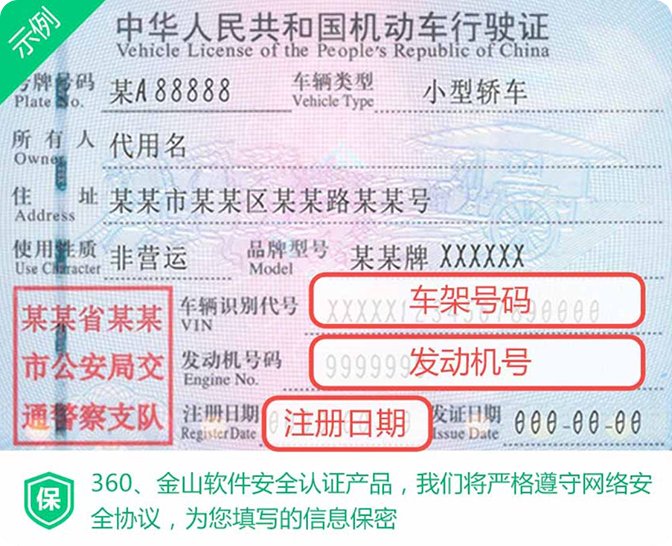 示例
中华人民共和国机动车行驶证
Vehicle License of the People's Republic of China
号牌号码 某A88888 车辆类型 小型轿车
Plate No. Vehicle Type
所有人 代用名
Owner
住址 某某市某某区某某路某某号
Address
使用性质 非营运 品牌型号 某某牌 XXXXXX
Use Character Model
某某省某某
市公安局交
通警察支队
车辆识别代号 车架号码
VIN
发动机号码 发动机号
Engine No.
注册日期 注册日期 发证日期 000-00-00
Register Date Issue Date
保
360、金山软件安全认证产品，我们将严格遵守网络安
全协议，为您填写的信息保密